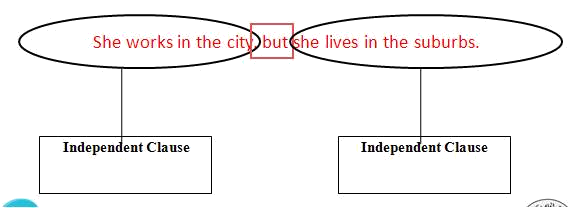 She works in the city, but she lives in the suburbs.
Independent Clause
Independent Clause